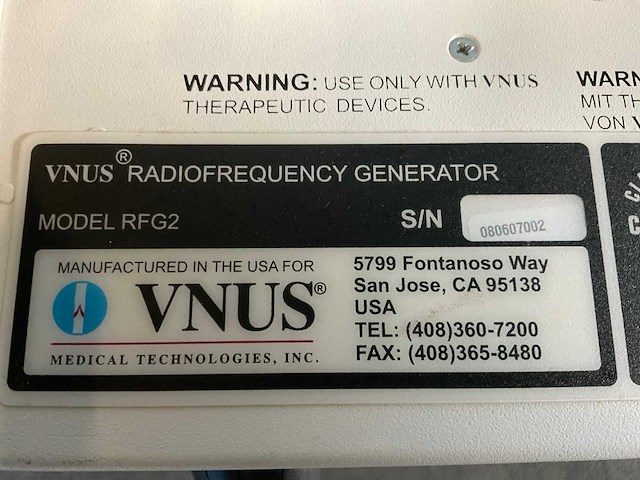 WARNING: USE ONLY WITH VNUS
THERAPEUTIC DEVICES.
WARN
MIT TH
VON
VNUS® RADIOFREQUENCY GENERATOR
MODEL RFG2
S/N 080607002
MANUFACTURED IN THE USA FOR
VNUS®
MEDICAL TECHNOLOGIES, INC.
5799 Fontanoso Way
San Jose, CA 95138
USA
TEL: (408)360-7200
FAX: (408)365-8480